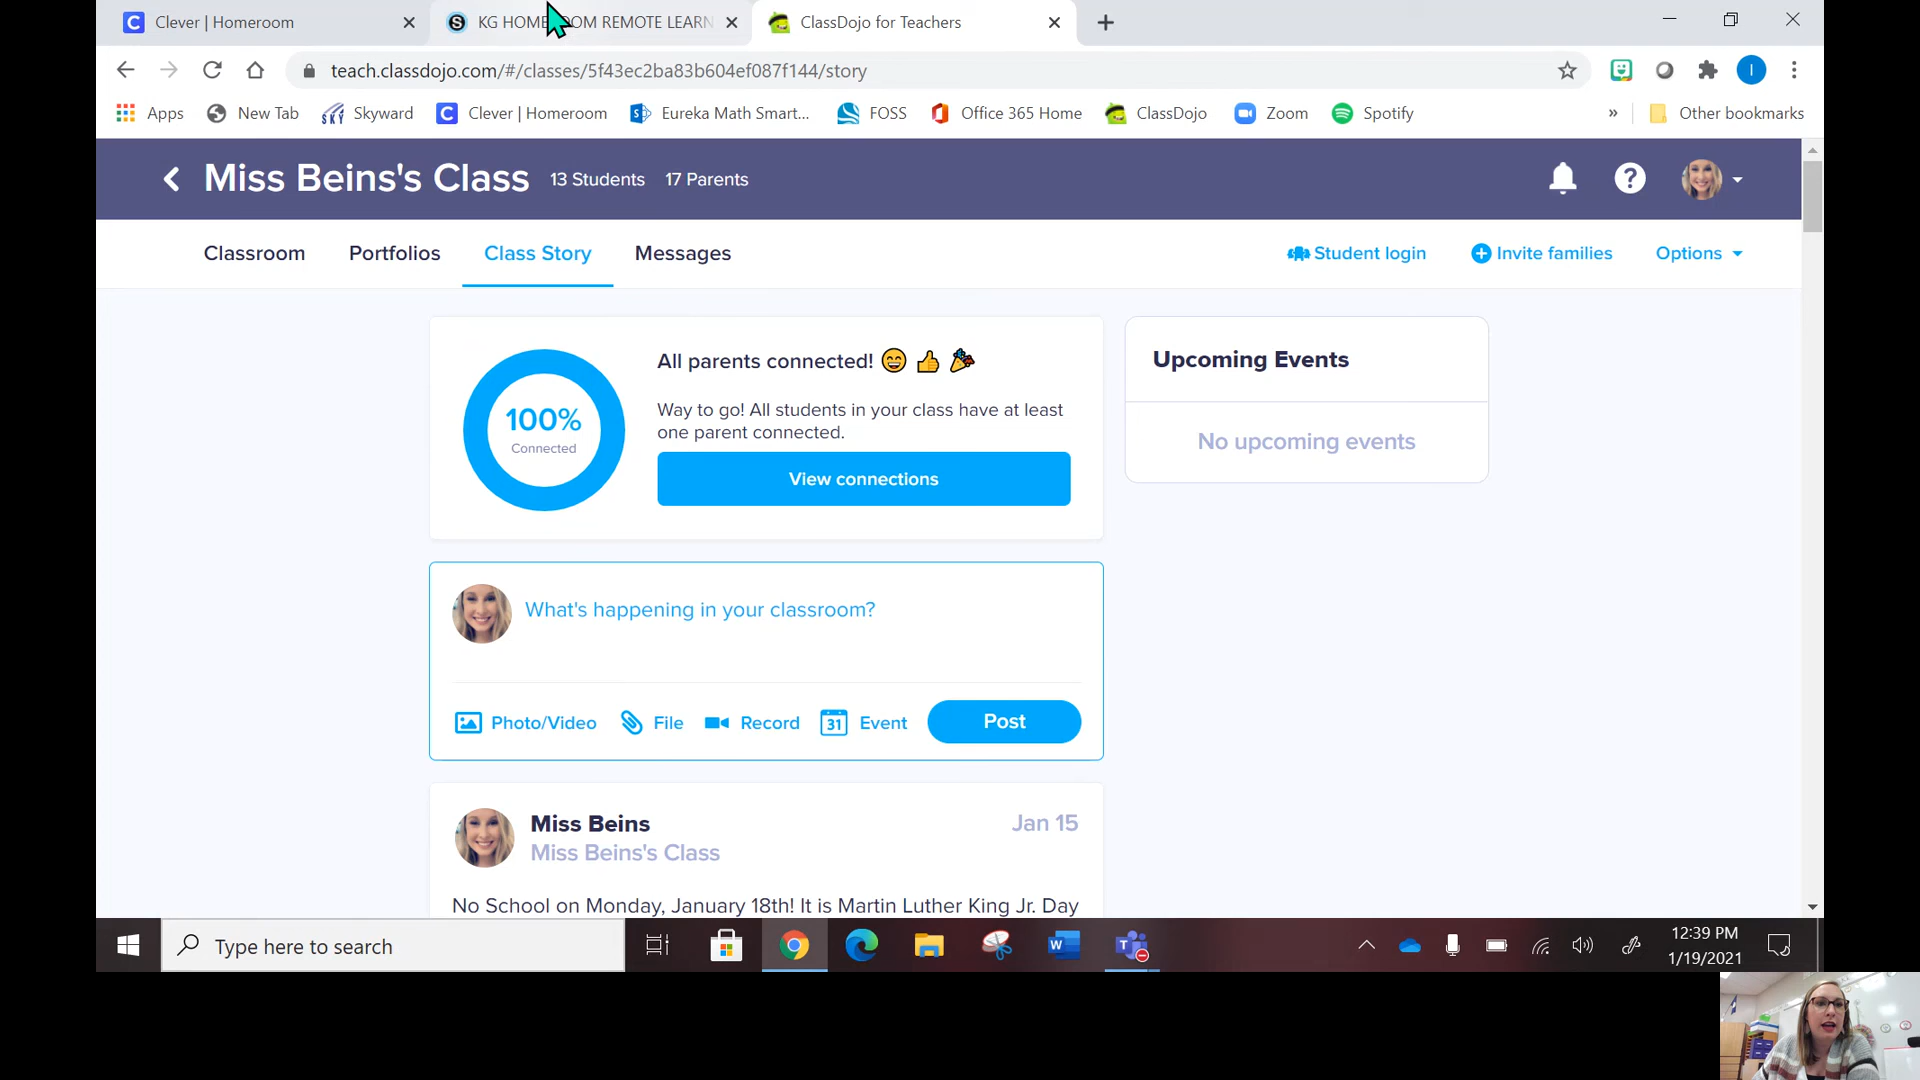 Clever | Homeroom
KG HOME OOM REMOTE LEARN
ClassDojo for Teachers
teach.classdojo.com/#/classes/5f43ec2ba83b604ef087f144/story
Apps
New Tab
Skyward
Clever | Homeroom
Eureka Math Smart...
FOSS
Office 365 Home
ClassDojo
Zoom
Spotify
»
Other bookmarks
Miss Beins's Class 13 Students 17 Parents
Classroom
Portfolios
Class Story
Messages
Student login
Invite families
Options
100%
Connected
All parents connected! 😄 👍 🎉
Way to go! All students in your class have at least
one parent connected.
View connections
Upcoming Events
No upcoming events
What's happening in your classroom?
Photo/Video
File
Record
31
Event
Post
Miss Beins
Jan 15
Miss Beins's Class
No School on Monday, January 18th! It is Martin Luther King Jr. Day
Type here to search
12:39 PM
1/19/2021